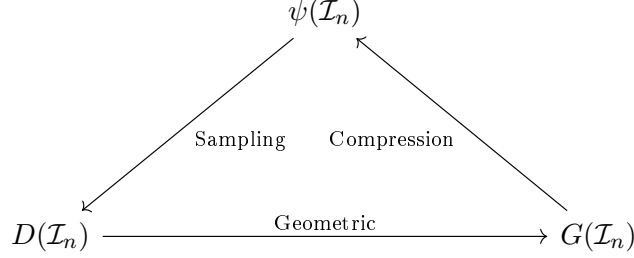 ψ(ℐₙ)
Sampling
Compression
Geometric
D(ℐₙ)
G(ℐₙ)